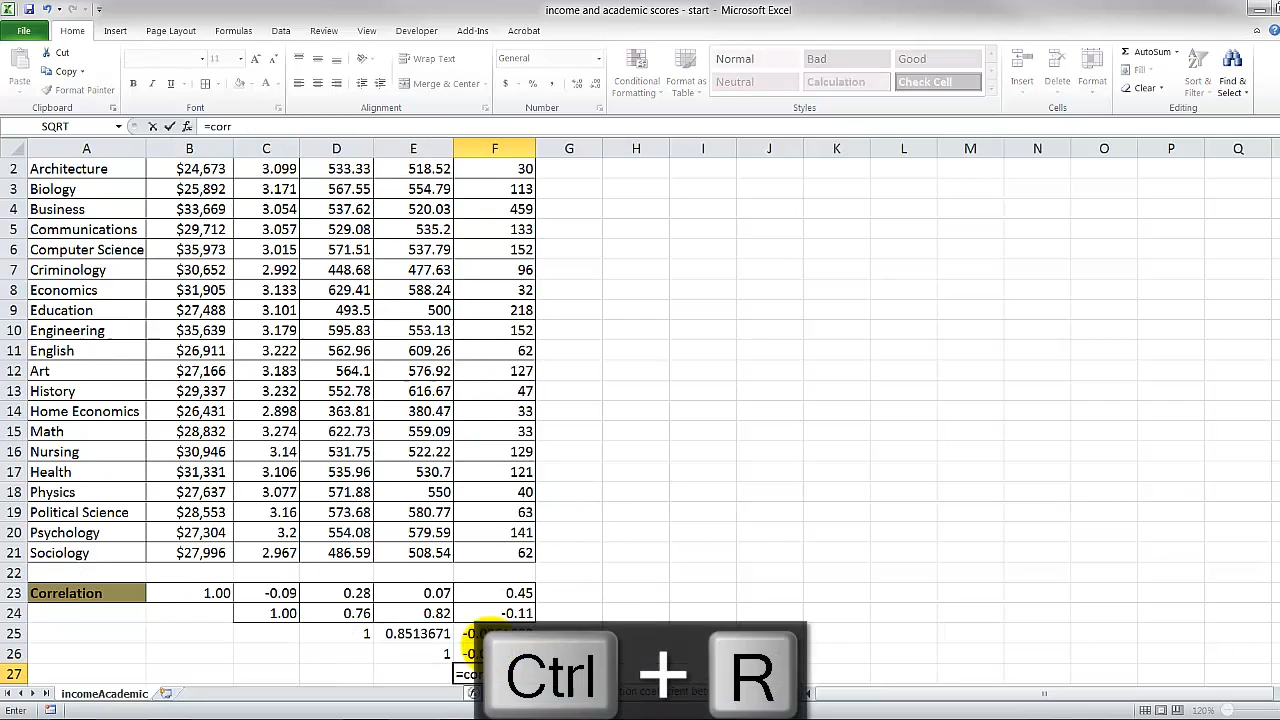 income and academic scores - start - Microsoft Excel
File Home Insert Page Layout Formulas Data Review View Developer Add-Ins Acrobat
Paste Cut Copy Format Painter Clipboard
11 B I U A A Font
Wrap Text Merge & Center Alignment
General $ % , Number
Conditional Formatting Format as Table
Normal Bad Good
Neutral Calculation Check Cell
Styles
Insert Delete Format Cells
AutoSum Fill Clear Sort & Filter Find & Select Editing
SQRT fx =corr
A B C D E F G H I J K L M N O P Q
2 Architecture $24,673 3.099 533.33 518.52 30
3 Biology $25,892 3.171 567.55 554.79 113
4 Business $33,669 3.054 537.62 520.03 459
5 Communications $29,712 3.057 529.08 535.2 133
6 Computer Science $35,973 3.015 571.51 537.79 152
7 Criminology $30,652 2.992 448.68 477.63 96
8 Economics $31,905 3.133 629.41 588.24 32
9 Education $27,488 3.101 493.5 500 218
10 Engineering $35,639 3.179 595.83 553.13 152
11 English $26,911 3.222 562.96 609.26 62
12 Art $27,166 3.183 564.1 576.92 127
13 History $29,337 3.232 552.78 616.67 47
14 Home Economics $26,431 2.898 363.81 380.47 33
15 Math $28,832 3.274 622.73 559.09 33
16 Nursing $30,946 3.14 531.75 522.22 129
17 Health $31,331 3.106 535.96 530.7 121
18 Physics $27,637 3.077 571.88 550 40
19 Political Science $28,553 3.16 573.68 580.77 63
20 Psychology $27,304 3.2 554.08 579.59 141
21 Sociology $27,996 2.967 486.59 508.54 62
22
23 Correlation 1.00 -0.09 0.28 0.07 0.45
24 1.00 0.76 0.82 -0.11
25 1 0.8513671
26 1
27 =cor
Ctrl + R
incomeAcademic
Enter 120%